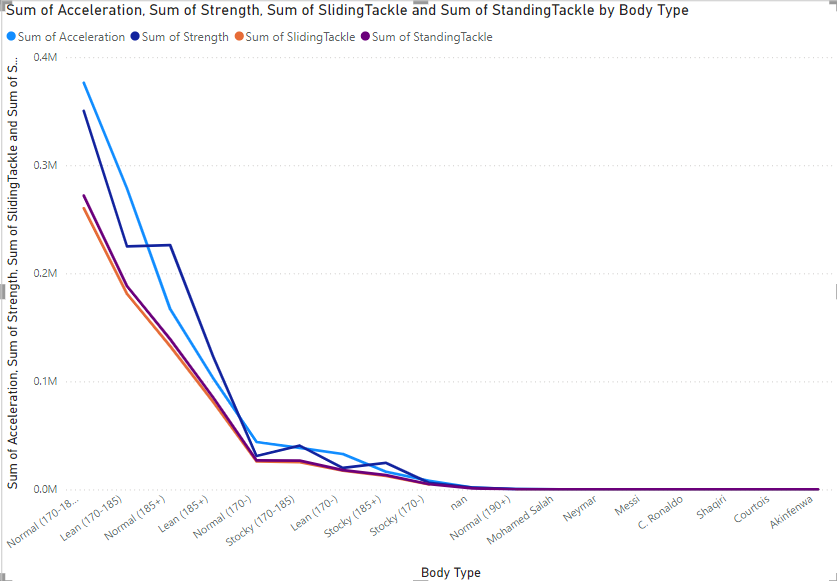 Sum of Acceleration, Sum of Strength, Sum of SlidingTackle and Sum of StandingTackle by Body Type
Sum of Acceleration Sum of Strength Sum of SlidingTackle Sum of StandingTackle
Sum of Acceleration, Sum of Strength, Sum of SlidingTackle and Sum of S...
0.4M
0.3M
0.2M
0.1M
0.0M
Normal (170-18...
Lean (170-185)
Normal (185+)
Lean (185+)
Normal (170-)
Stocky (170-185)
Lean (170-)
Stocky (185+)
Stocky (170-)
nan
Normal (190+)
Mohamed Salah
Neymar
Messi
C. Ronaldo
Shaqiri
Courtois
Akinfenwa
Body Type